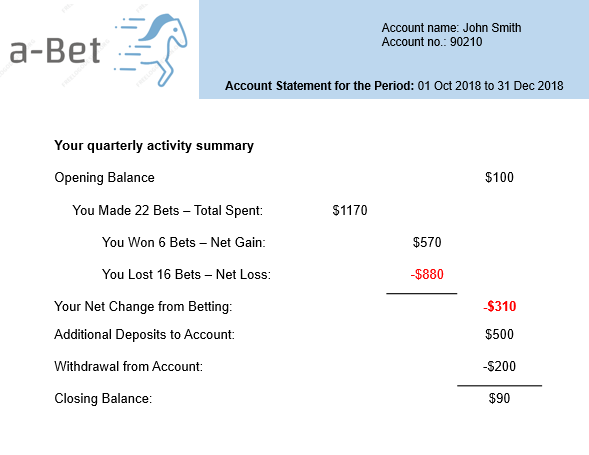 a-Bet
Account name: John Smith
Account no.: 90210
Account Statement for the Period: 01 Oct 2018 to 31 Dec 2018
Your quarterly activity summary
Opening Balance $100
You Made 22 Bets – Total Spent: $1170
You Won 6 Bets – Net Gain: $570
You Lost 16 Bets – Net Loss: -$880
Your Net Change from Betting: -$310
Additional Deposits to Account: $500
Withdrawal from Account: -$200
Closing Balance: $90